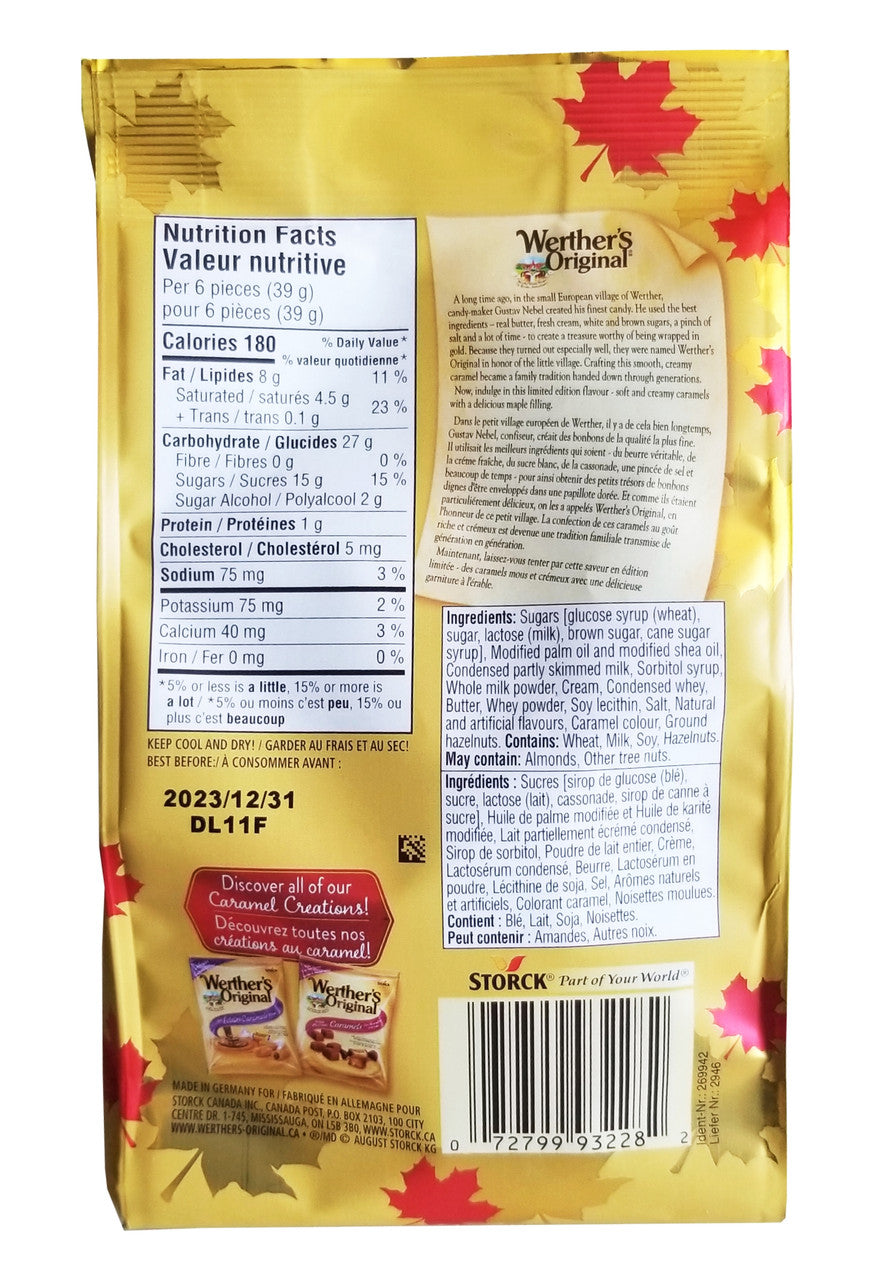 Nutrition Facts
Valeur nutritive
Per 6 pieces (39 g)
pour 6 pièces (39 g)
Calories 180
% Daily Value*
% valeur quotidienne*
Fat / Lipides 8 g 11 %
Saturated / saturés 4.5 g
+ Trans / trans 0.1 g 23 %
Carbohydrate / Glucides 27 g
Fibre / Fibres 0 g 0 %
Sugars / Sucres 15 g 15 %
Sugar Alcohol / Polyalcool 2 g
Protein / Protéines 1 g
Cholesterol / Cholestérol 5 mg
Sodium 75 mg 3 %
Potassium 75 mg 2 %
Calcium 40 mg 3 %
Iron / Fer 0 mg 0 %
*5% or less is a little, 15% or more is
a lot / *5% ou moins c'est peu, 15% ou
plus c'est beaucoup
KEEP COOL AND DRY! / GARDER AU FRAIS ET AU SEC!
BEST BEFORE:/ À CONSOMMER AVANT :
2023/12/31
DL11F
Discover all of our
Caramel Creations!
Découvrez toutes nos
créations au caramel!
Werther's
Original
Werther's
Original
Caramels
MADE IN GERMANY FOR / FABRIQUÉ EN ALLEMAGNE POUR
STORCK CANADA INC., CANADA POST, P.O. BOX 2103, 100 CITY
CENTRE DR. 1-745, MISSISSAUGA, ON L5B 3B0, WWW.STORCK.CA
WWW.WERTHERS-ORIGINAL.CA • ®/MD © AUGUST STORCK KG
Werther's
Original®
A long time ago, in the small European village of Werther,
candy-maker Gustav Nebel created his finest candy. He used the best
ingredients – real butter, fresh cream, white and brown sugars, a pinch of
salt and a lot of time - to create a treasure worthy of being wrapped in
gold. Because they turned out especially well, they were named Werther's
Original in honor of the little village. Crafting this smooth, creamy
caramel became a family tradition handed down through generations.
Now, indulge in this limited edition flavour - soft and creamy caramels
with a delicious maple filling.
Dans le petit village européen de Werther, il y a de cela bien longtemps,
Gustav Nebel, confiseur, créait des bonbons de la qualité la plus fine.
Il utilisait les meilleurs ingrédients qui soient - du beurre véritable, de
la crème fraîche, du sucre blanc, de la cassonade, une pincée de sel et
beaucoup de temps - pour ainsi obtenir des petits trésors de bonbons
dignes d'être enveloppés dans une papillote dorée. Et comme ils étaient
particulièrement délicieux, on les a appelés Werther's Original, en
l'honneur de ce petit village. La confection de ces caramels au goût
riche et crémeux est devenue une tradition familiale transmise de
génération en génération.
Maintenant, laissez-vous tenter par cette saveur en édition
limitée - des caramels mous et crémeux avec une délicieuse
garniture à l'érable.
Ingredients: Sugars [glucose syrup (wheat),
sugar, lactose (milk), brown sugar, cane sugar
syrup], Modified palm oil and modified shea oil,
Condensed partly skimmed milk, Sorbitol syrup,
Whole milk powder, Cream, Condensed whey,
Butter, Whey powder, Soy lecithin, Salt, Natural
and artificial flavours, Caramel colour, Ground
hazelnuts. Contains: Wheat, Milk, Soy, Hazelnuts.
May contain: Almonds, Other tree nuts.
Ingrédients : Sucres [sirop de glucose (blé),
sucre, lactose (lait), cassonade, sirop de canne à
sucre], Huile de palme modifiée et Huile de karité
modifiée, Lait partiellement écrémé condensé,
Sirop de sorbitol, Poudre de lait entier, Crème,
Lactosérum condensé, Beurre, Lactosérum en
poudre, Lécithine de soja, Sel, Arômes naturels
et artificiels, Colorant caramel, Noisettes moulues.
Contient : Blé, Lait, Soja, Noisettes.
Peut contenir : Amandes, Autres noix.
STORCK® Part of Your World®
0 72799 93228 2
Ident-Nr.: 269942
Liefer Nr.: 2946